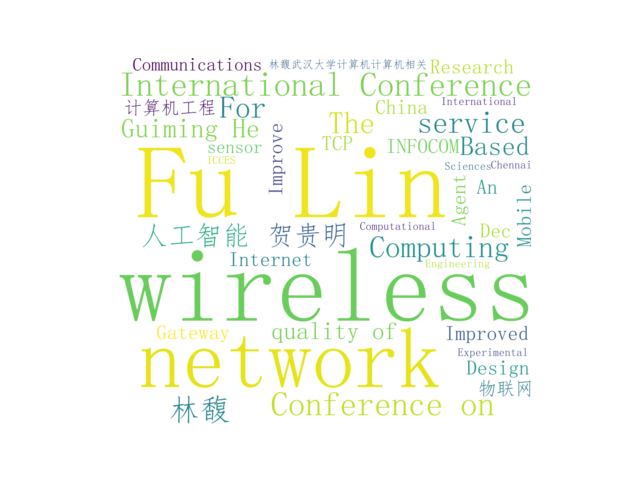 Communications 林馥武汉大学计算机计算机相关 Research
International Conference
计算机工程 For China International
Guiming He The service
sensor Improve TCP INFOCOM Based
ICCES Sciences Chennai
Fu Lin Agent An Mobile
人工智能 贺贵明 Computational Dec
Internet Computing Engineering
wireless
Gateway quality of Improved
network Experimental
Design
林馥 Conference on 物联网